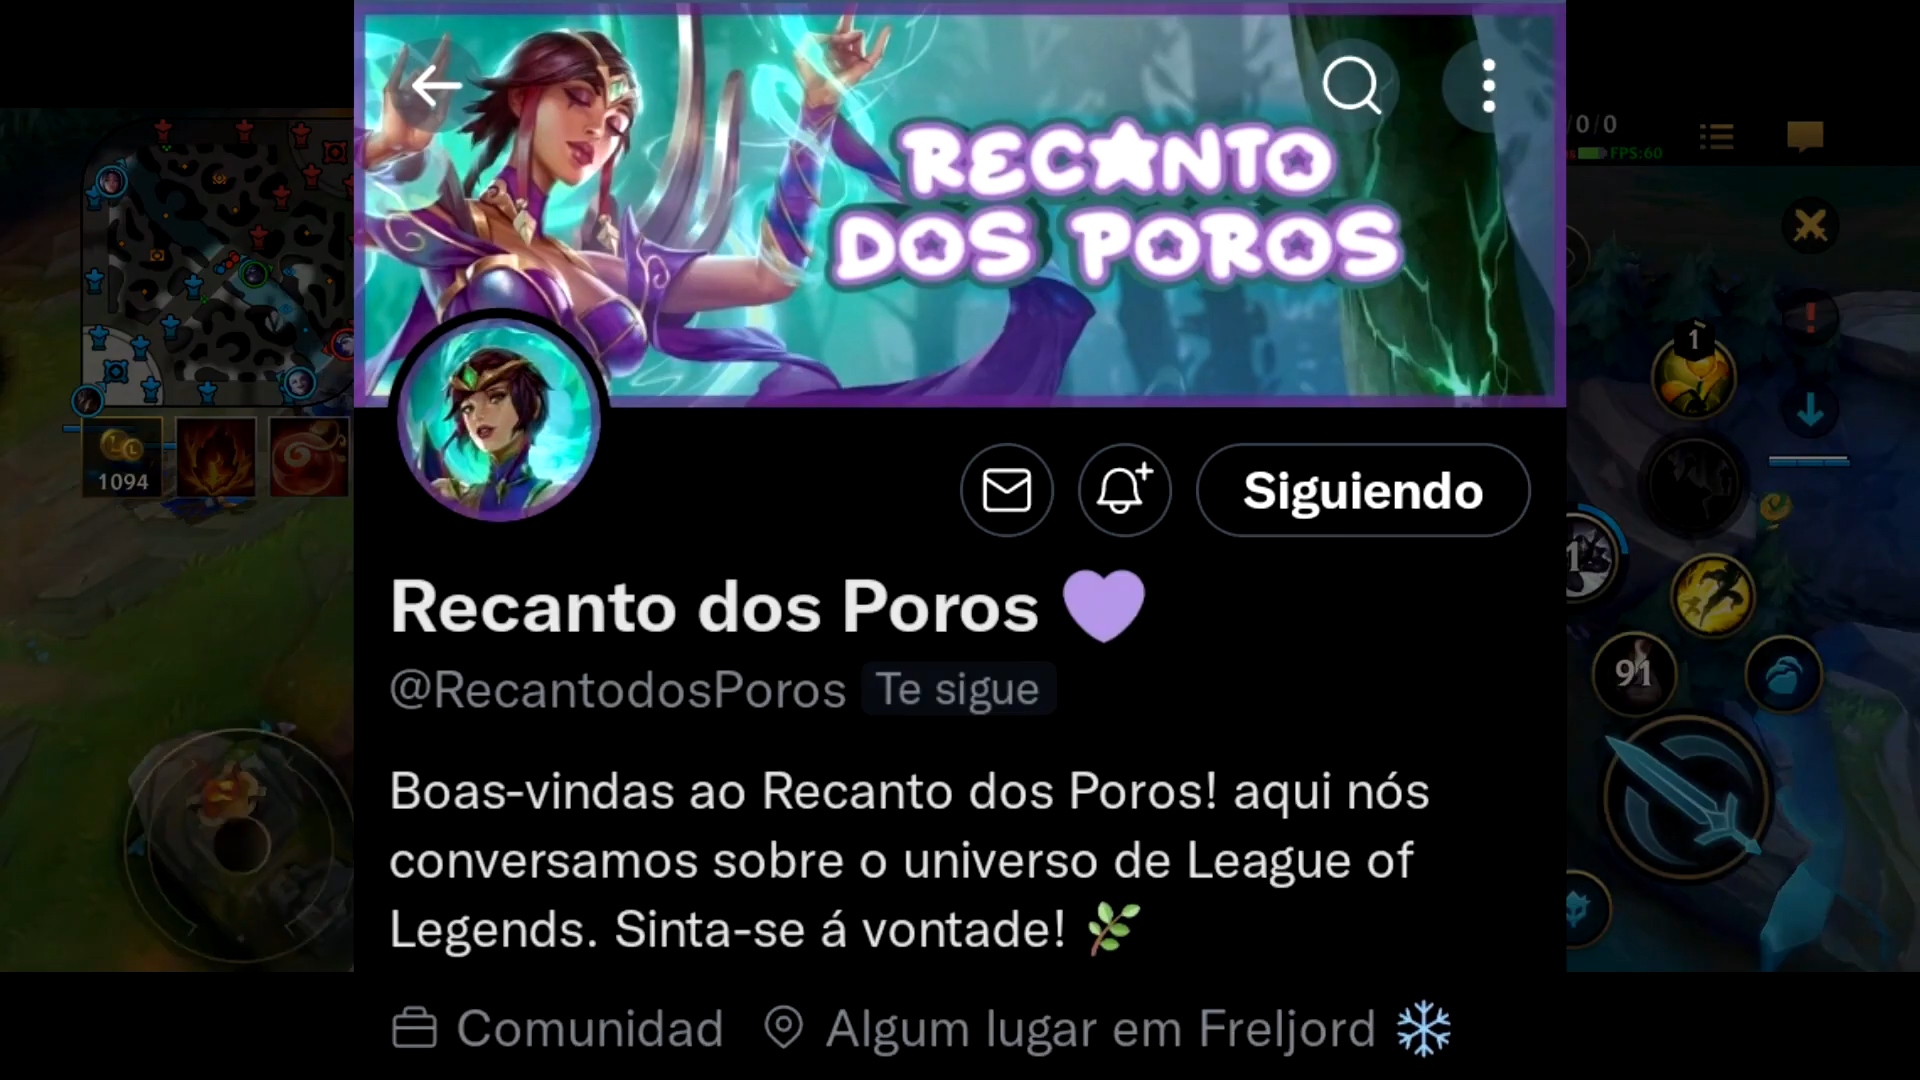 RECANTO
DOS POROS
/0/0
FPS:60
1
1094
Siguiendo
Recanto dos Poros 💜
@RecantodosPoros Te sigue
1
91
Boas-vindas ao Recanto dos Poros! aqui nós
conversamos sobre o universo de League of
Legends. Sinta-se á vontade! 🌿
Comunidad Algum lugar em Freljord ❄️